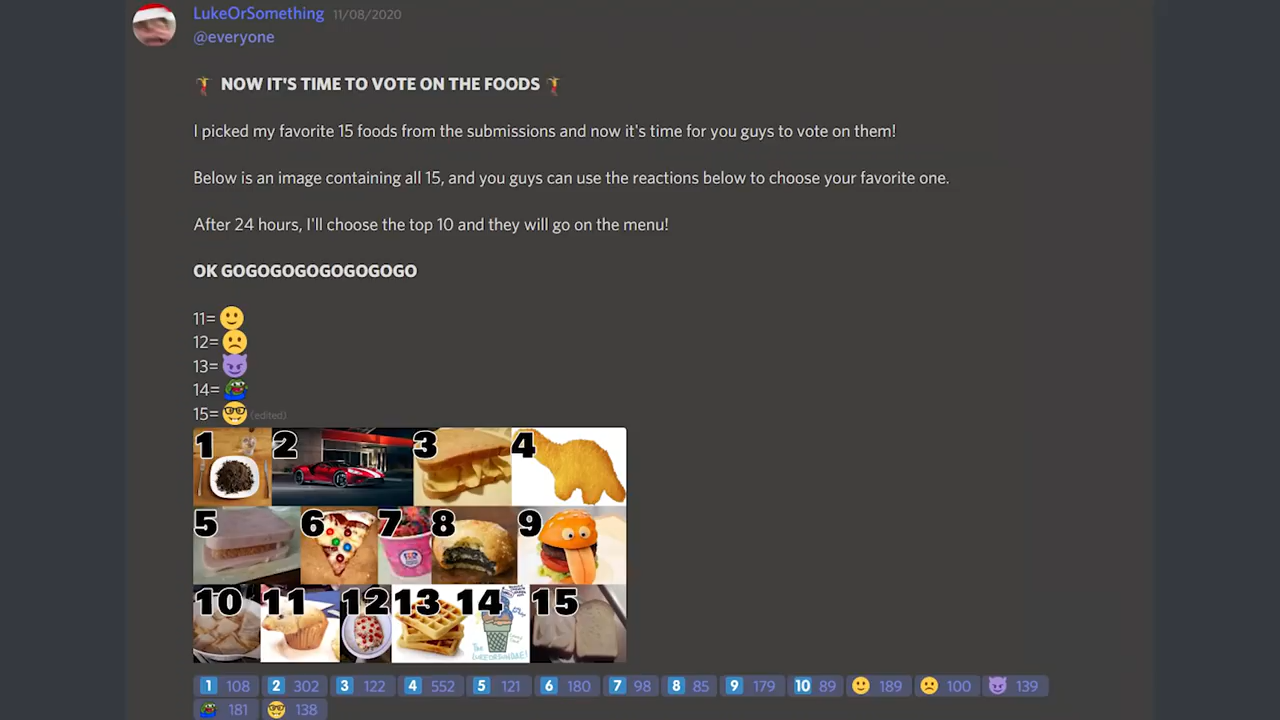 LukeOrSomething 11/08/2020
@everyone
NOW IT'S TIME TO VOTE ON THE FOODS
I picked my favorite 15 foods from the submissions and now it's time for you guys to vote on them!
Below is an image containing all 15, and you guys can use the reactions below to choose your favorite one.
After 24 hours, I'll choose the top 10 and they will go on the menu!
OK GOGOGOGOGOGOGOGO
11=
12=
13=
14=
15= (edited)
1 2 3 4
5 6 7 8 9
10 11 12 13 14 15
The
LUKEORSUNDAE!
1 108 2 302 3 122 4 552 5 121 6 180 7 98 8 85 9 179 10 89 189 100 139
181 138